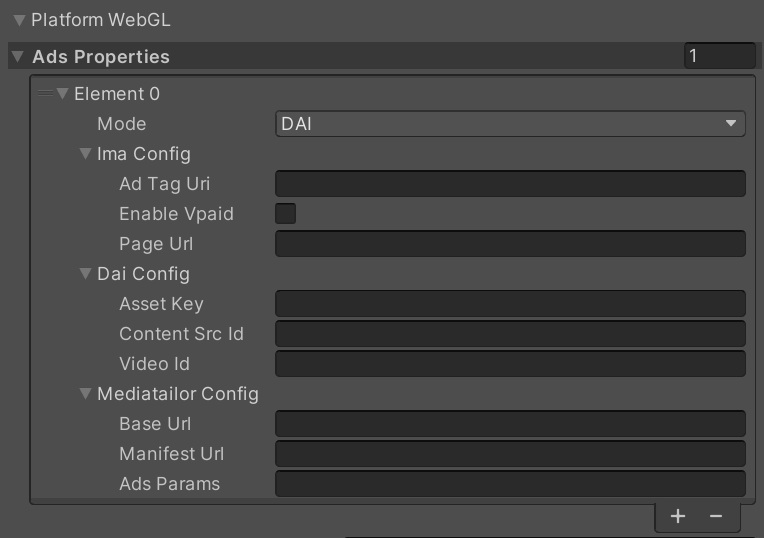 Platform WebGL
Ads Properties 1
Element 0
Mode DAI
Ima Config
Ad Tag Uri
Enable Vpaid
Page Url
Dai Config
Asset Key
Content Src Id
Video Id
Mediatailor Config
Base Url
Manifest Url
Ads Params
+ −